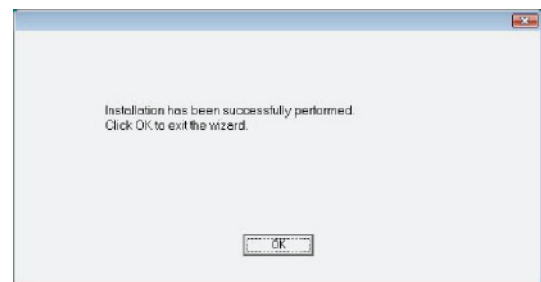 Installation has been successfully performed.
Click OK to exit the wizard.
OK